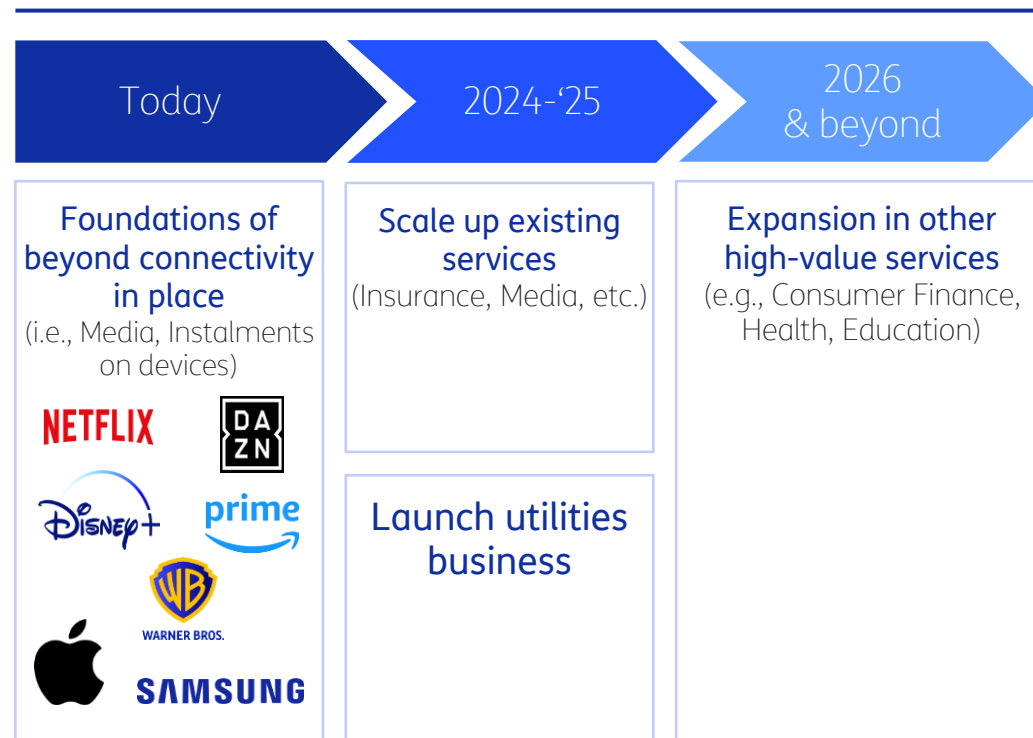 Today
2024-‘25
2026
& beyond
Foundations of
beyond connectivity
in place
(i.e., Media, Instalments
on devices)
NETFLIX
DA
ZN
Disney+
prime
WB
WARNER BROS.
SAMSUNG
Scale up existing
services
(Insurance, Media, etc.)
Launch utilities
business
Expansion in other
high-value services
(e.g., Consumer Finance,
Health, Education)